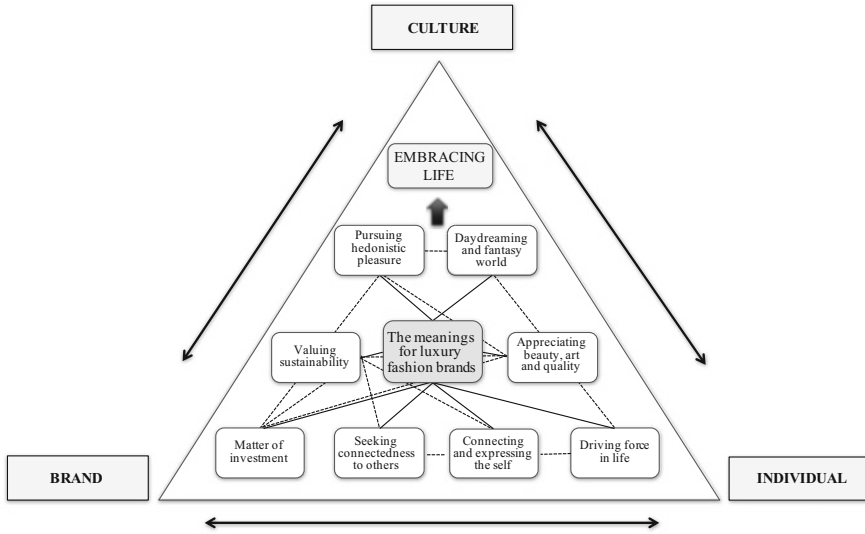 CULTURE
EMBRACING
LIFE
Pursuing
hedonistic
pleasure
Daydreaming
and fantasy
world
Valuing
sustainability
The meanings
for luxury
fashion brands
Appreciating
beauty, art
and quality
Matter of
investment
Seeking
connectedness
to others
Connecting
and expressing
the self
Driving force
in life
BRAND
INDIVIDUAL